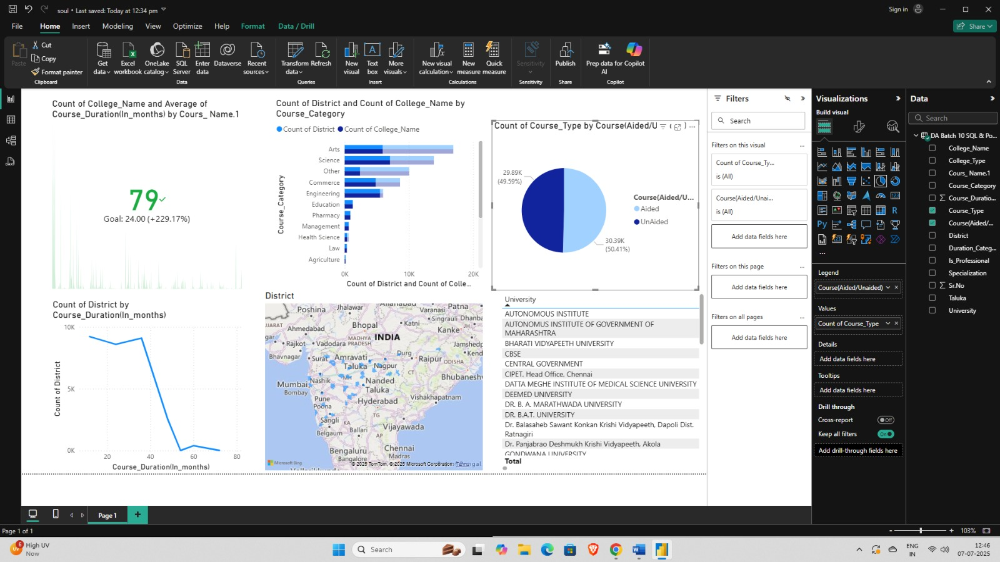 soul • Last saved: Today at 12:34 pm
Sign in
File
Home
Insert
Modeling
View
Optimize
Help
Format
Data / Drill
Share
Paste
Cut
Copy
Format painter
Clipboard
Get data
Excel workbook
OneLake catalog
SQL Server
Enter data
Dataverse
Recent sources
Data
Transform data
Refresh
Queries
New visual
Text box
More visuals
Insert
New visual calculation
New measure
Quick measure
Calculations
Sensitivity
Sensitivity
Publish
Share
Prep data for AI
Copilot
Copilot
Count of College_Name and Average of
Course_Duration(In_months) by Cours_ Name.1
79
Goal: 24.00 (+229.17%)
Count of District and Count of College_Name by
Course_Category
Count of District
Count of College_Name
Course_Category
Arts
Science
Other
Commerce
Engineering
Education
Pharmacy
Management
Health Science
Law
Agriculture
0K
10K
20K
Count of District and Count of Colle...
Count of Course_Type by Course(Aided/U
29.89K
(49.59%)
30.39K
(50.41%)
Course(Aided/U...
Aided
UnAided
Count of District by
Course_Duration(In_months)
Count of District
10K
5K
0K
20
40
60
80
Course_Duration(In_months)
District
Poshina
Jhalawar
Varanasi
Patna
Singrauli
Dhanba
Ahmedabad
Bhopal
Katni
Kanke
JH
MADHYA PRADESH
INDIA
Rajkot
Vadodara
Jamshedp
Bhavnagar
Surat
Amravati Taluka
Nagpur
Durg
Raipur
ODISHA
Kend
CT
Mumbai
Bombay
Nashik
MH
Nanded Taluka
Bhubanesh
Pune
Poona
Hyderabad
Vishakhapatnam
TG
Sangli
Belgaum
KA
Ballari
AP
Vijayawada
Bengaluru
Bangalore
Chennai
Madras
Microsoft Bing
© 2025 TomTom, © 2025 Microsoft Corporation Terms
University
AUTONOMOUS INSTITUTE
AUTONOMUS INSTITUTE OF GOVERNMENT OF
MAHARASHTRA
BHARATI VIDYAPEETH UNIVERSITY
CBSE
CENTRAL GOVERNMENT
CIPET, Head Office, Chennai
DATTA MEGHE INSTITUTE OF MEDICAL SCIENCE UNIVERSITY
DEEMED UNIVERSITY
DR. B. A. MARATHWADA UNIVERSITY
DR. B.A.T. UNIVERSITY
Dr. Balasaheb Sawant Konkan Krishi Vidyapeeth, Dapoli Dist.
Ratnagiri
Dr. Panjabrao Deshmukh Krishi Vidyapeeth, Akola
GONDWANA UNIVERSITY
Total
Filters
Search
Filters on this visual
Count of Course_Ty...
is (All)
Course(Aided/Unai...
is (All)
Add data fields here
Filters on this page
Add data fields here
Filters on all pages
Add data fields here
Visualizations
Build visual
R
Py
Legend
Course(Aided/Unaided)
Values
Count of Course_Type
Details
Add data fields here
Tooltips
Add data fields here
Drill through
Cross-report
Off
Keep all filters
On
Add drill-through fields here
Data
Search
DA Batch 10 SQL & Po...
College_Name
College_Type
Cours_ Name.1
Course_Category
Course_Duratio...
Course_Type
Course(Aided/...
District
Duration_Categ...
Is_Professional
Specialization
Sr.No
Taluka
University
Page 1
Page 1 of 1
103%
6
High UV
Now
Search
ENG
IN
12:46
07-07-2025